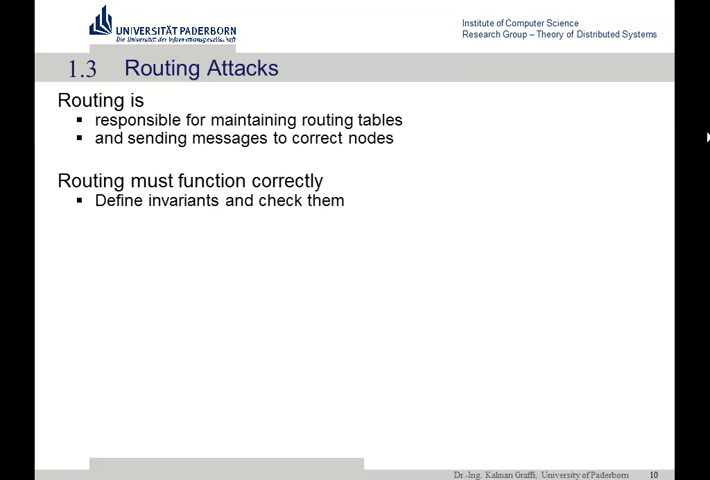 UNIVERSITÄT PADERBORN
Die Universität der Informationsgesellschaft
Institute of Computer Science
Research Group – Theory of Distributed Systems
1.3 Routing Attacks
Routing is
▪ responsible for maintaining routing tables
▪ and sending messages to correct nodes
Routing must function correctly
▪ Define invariants and check them
Dr.-Ing. Kalman Graffi, University of Paderborn 10